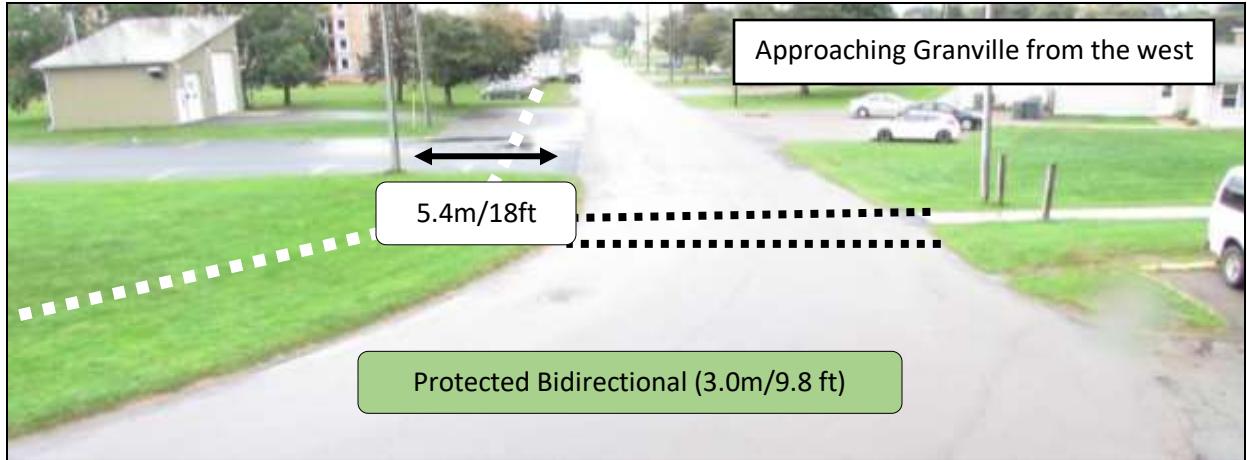 Approaching Granville from the west
5.4m/18ft
Protected Bidirectional (3.0m/9.8 ft)